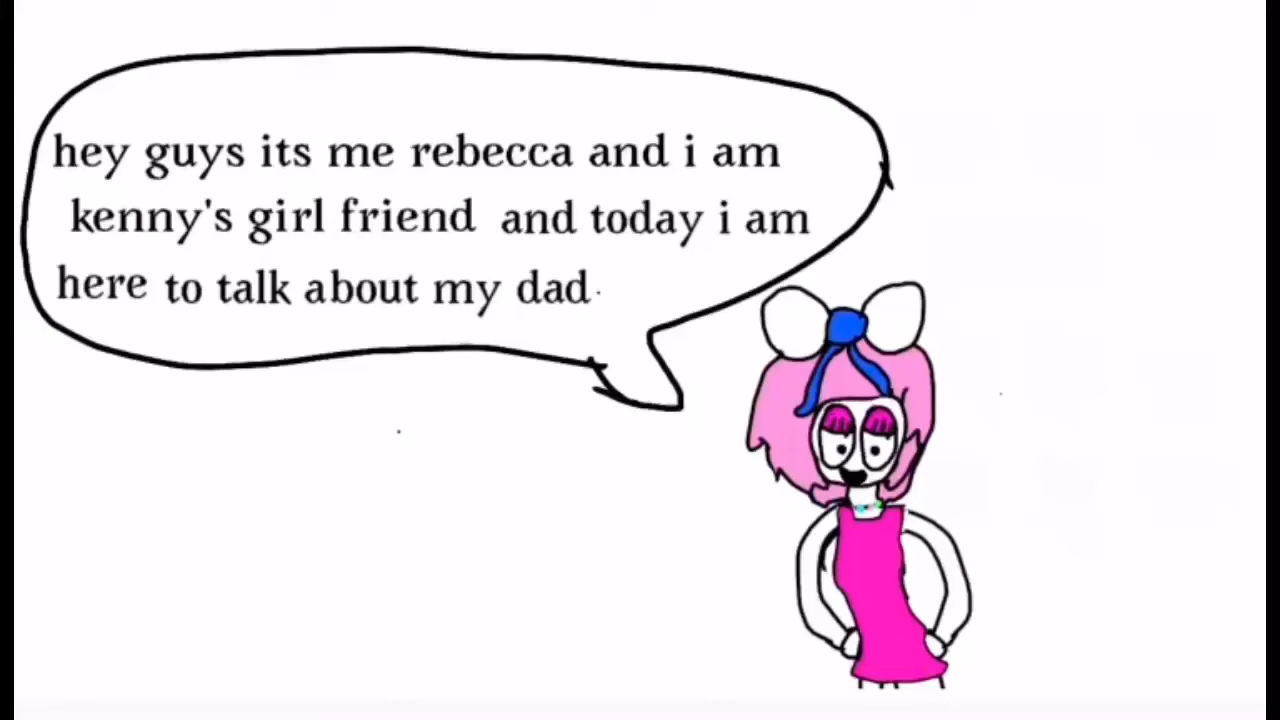 hey guys its me rebecca and i am
kenny's girl friend and today i am
here to talk about my dad